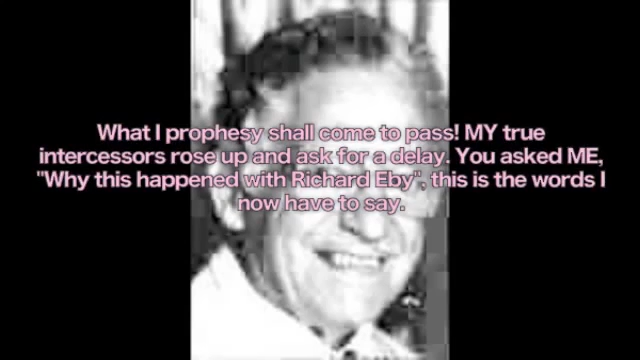 What I prophesy shall come to pass! MY true
intercessors rose up and ask for a delay. You asked ME,
"Why this happened with Richard Eby", this is the words I
now have to say.